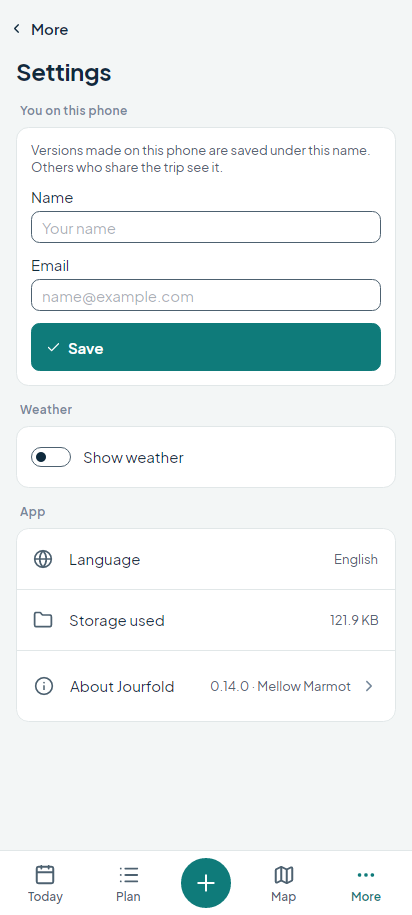 More
Settings
You on this phone
Versions made on this phone are saved under this name.
Others who share the trip see it.
Name
Your name
Email
name@example.com
Save
Weather
Show weather
App
Language English
Storage used 121.9 KB
About Jourfold 0.14.0 · Mellow Marmot
Today Plan Map More